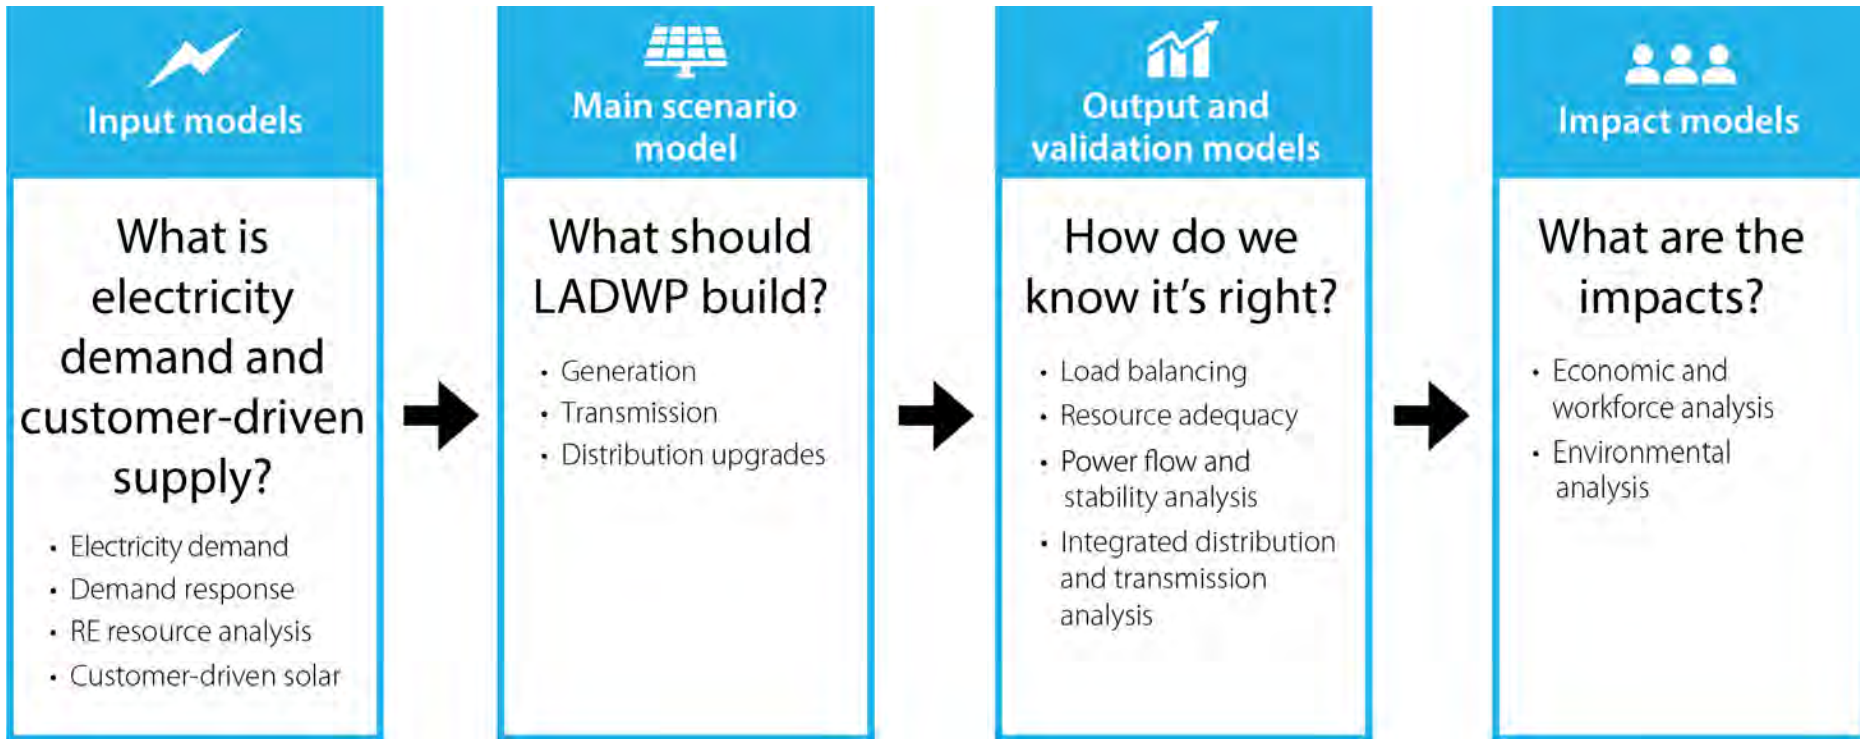 Input models
What is
electricity
demand and
customer-driven
supply?
• Electricity demand
• Demand response
• RE resource analysis
• Customer-driven solar
Main scenario
model
What should
LADWP build?
• Generation
• Transmission
• Distribution upgrades
Output and
validation models
How do we
know it’s right?
• Load balancing
• Resource adequacy
• Power flow and
stability analysis
• Integrated distribution
and transmission
analysis
Impact models
What are the
impacts?
• Economic and
workforce analysis
• Environmental
analysis